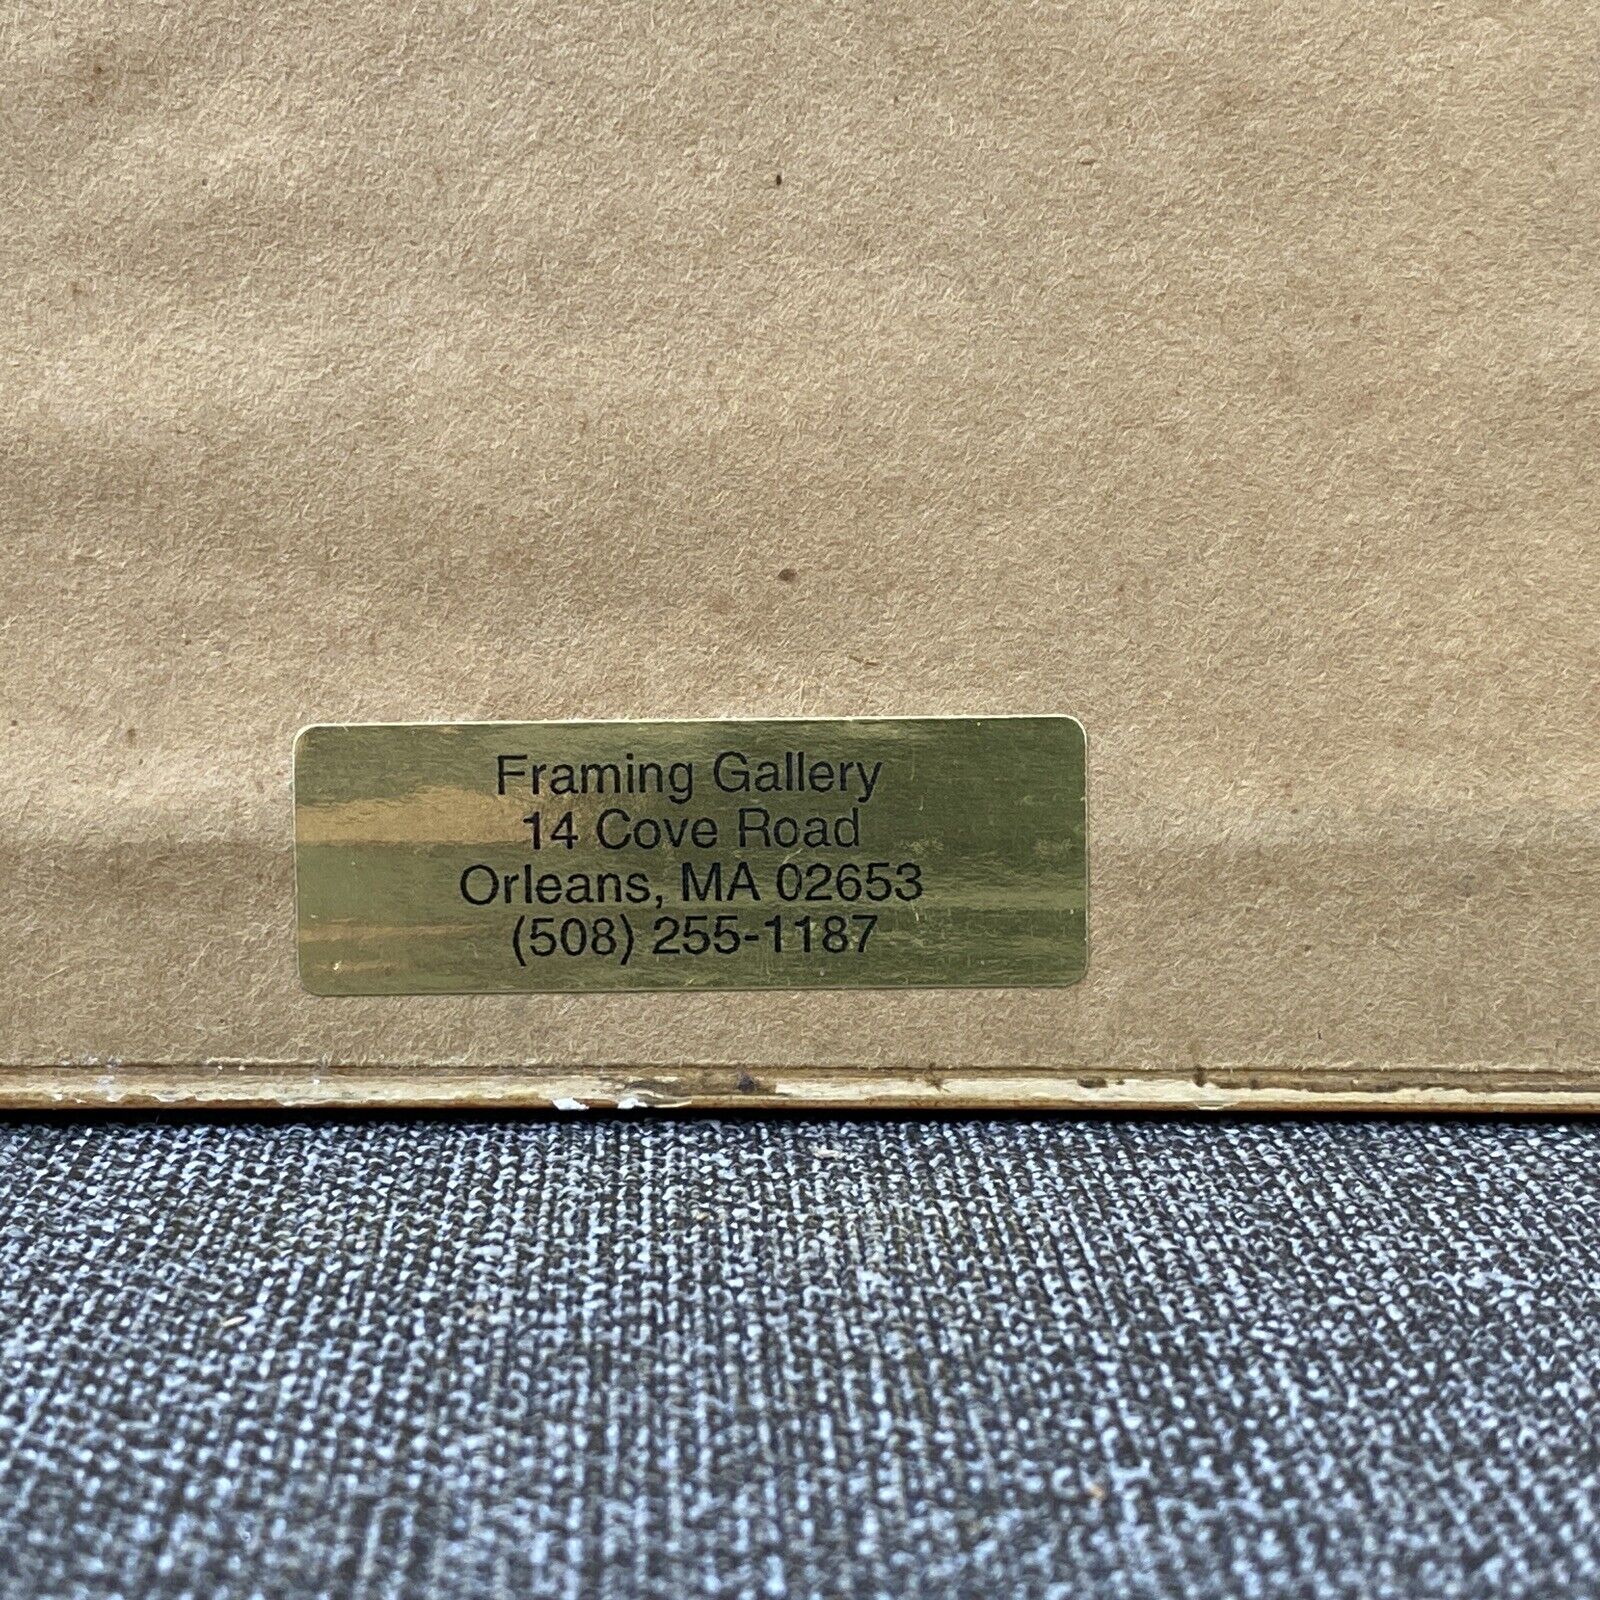 Framing Gallery
14 Cove Road
Orleans, MA 02653
(508) 255-1187